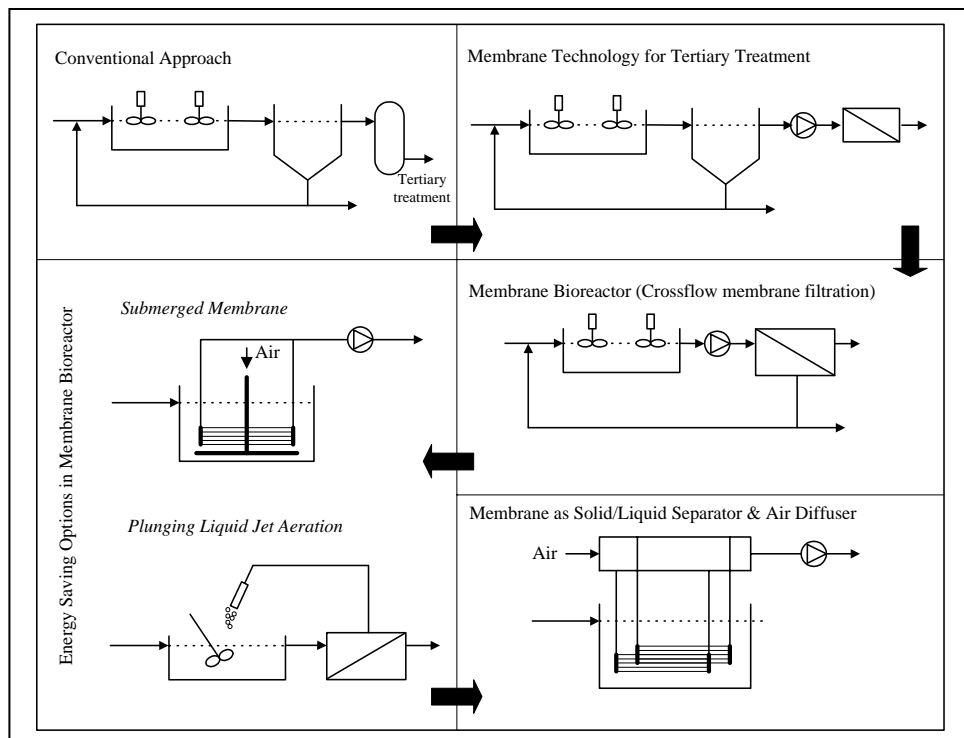 Conventional Approach
Tertiary
treatment
Membrane Technology for Tertiary Treatment
Membrane Bioreactor (Crossflow membrane filtration)
Energy Saving Options in Membrane Bioreactor
Submerged Membrane
Air
Plunging Liquid Jet Aeration
Membrane as Solid/Liquid Separator & Air Diffuser
Air